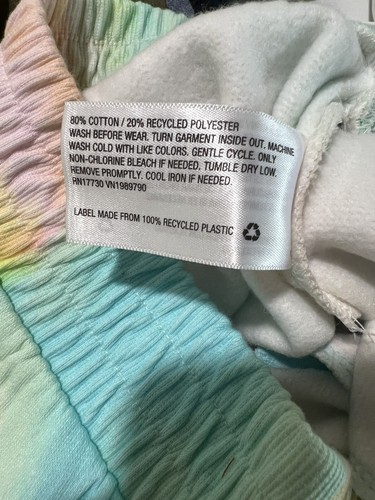 80% COTTON / 20% RECYCLED POLYESTER
WASH BEFORE WEAR. TURN GARMENT INSIDE OUT. MACHINE
WASH COLD WITH LIKE COLORS. GENTLE CYCLE. ONLY
NON-CHLORINE BLEACH IF NEEDED. TUMBLE DRY LOW.
REMOVE PROMPTLY. COOL IRON IF NEEDED.
RN17730 VN1989790
LABEL MADE FROM 100% RECYCLED PLASTIC